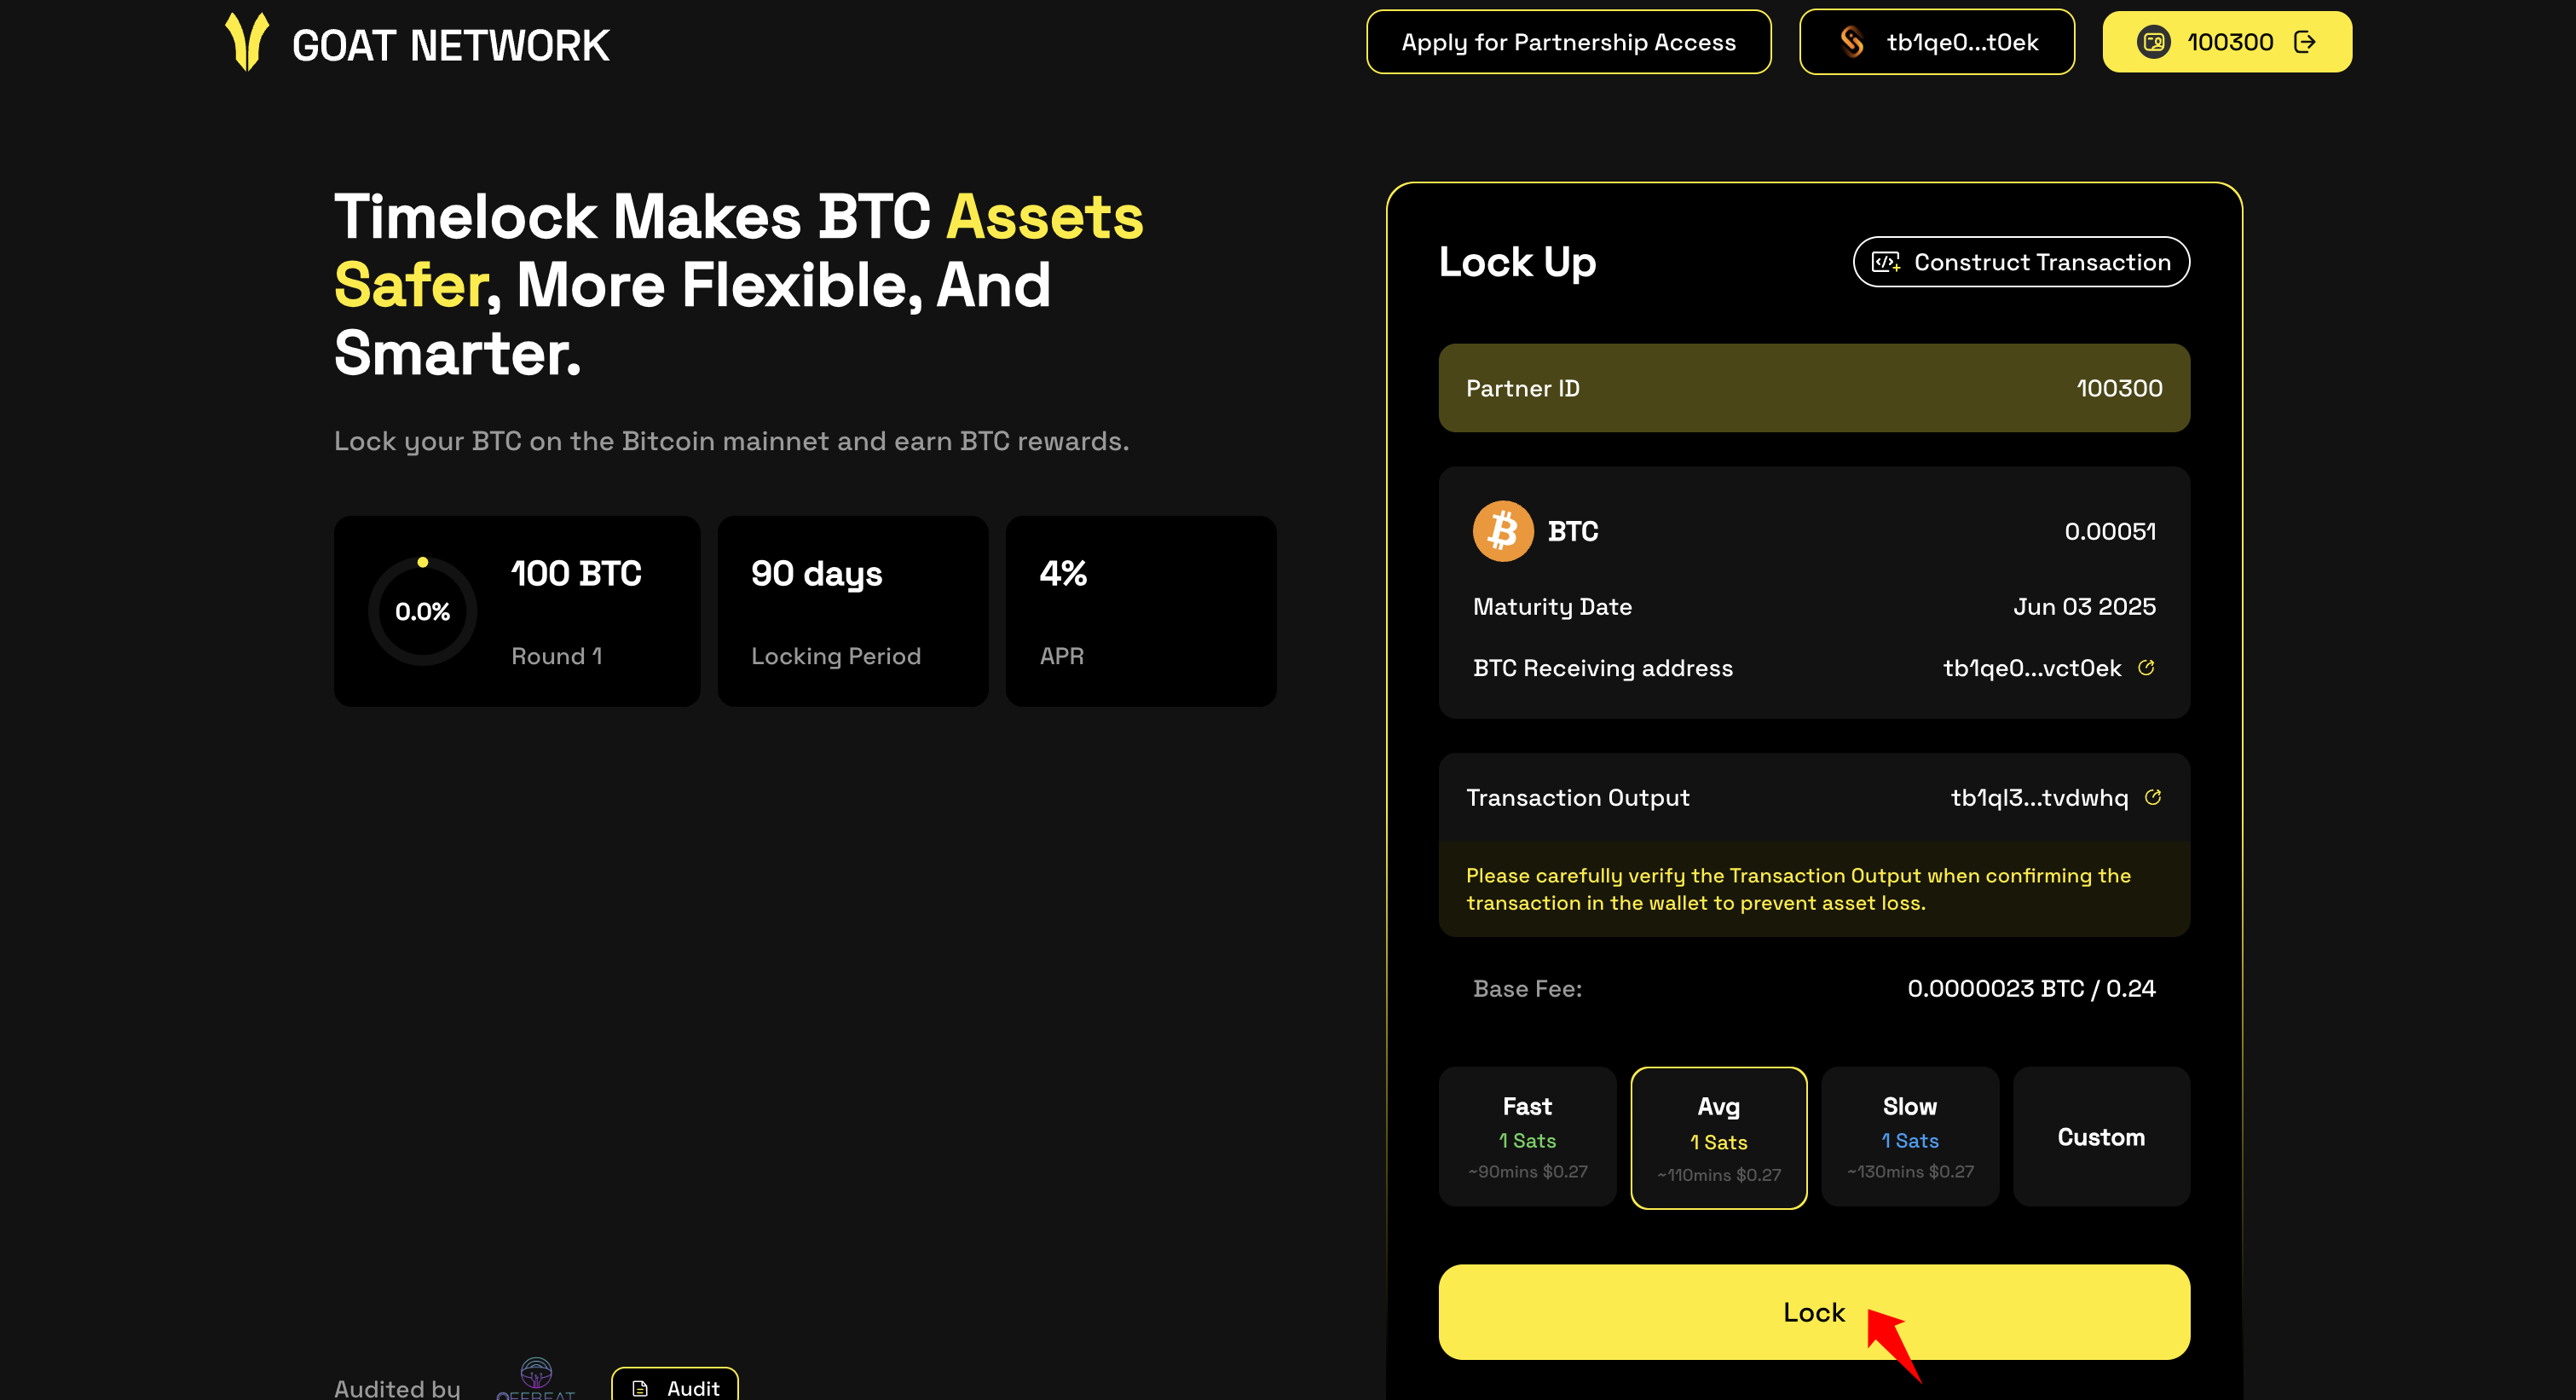 GOAT NETWORK
Apply for Partnership Access
tb1qe0...t0ek
100300
Timelock Makes BTC Assets
Safer, More Flexible, And
Smarter.
Lock your BTC on the Bitcoin mainnet and earn BTC rewards.
0.0%
100 BTC
Round 1
90 days
Locking Period
4%
APR
Audited by
OFFBEAT
Audit
Lock Up
Construct Transaction
Partner ID 100300
BTC 0.00051
Maturity Date Jun 03 2025
BTC Receiving address tb1qe0...vct0ek
Transaction Output tb1ql3...tvdwhq
Please carefully verify the Transaction Output when confirming the
transaction in the wallet to prevent asset loss.
Base Fee: 0.0000023 BTC / 0.24
Fast
1 Sats
~90mins $0.27
Avg
1 Sats
~110mins $0.27
Slow
1 Sats
~130mins $0.27
Custom
Lock